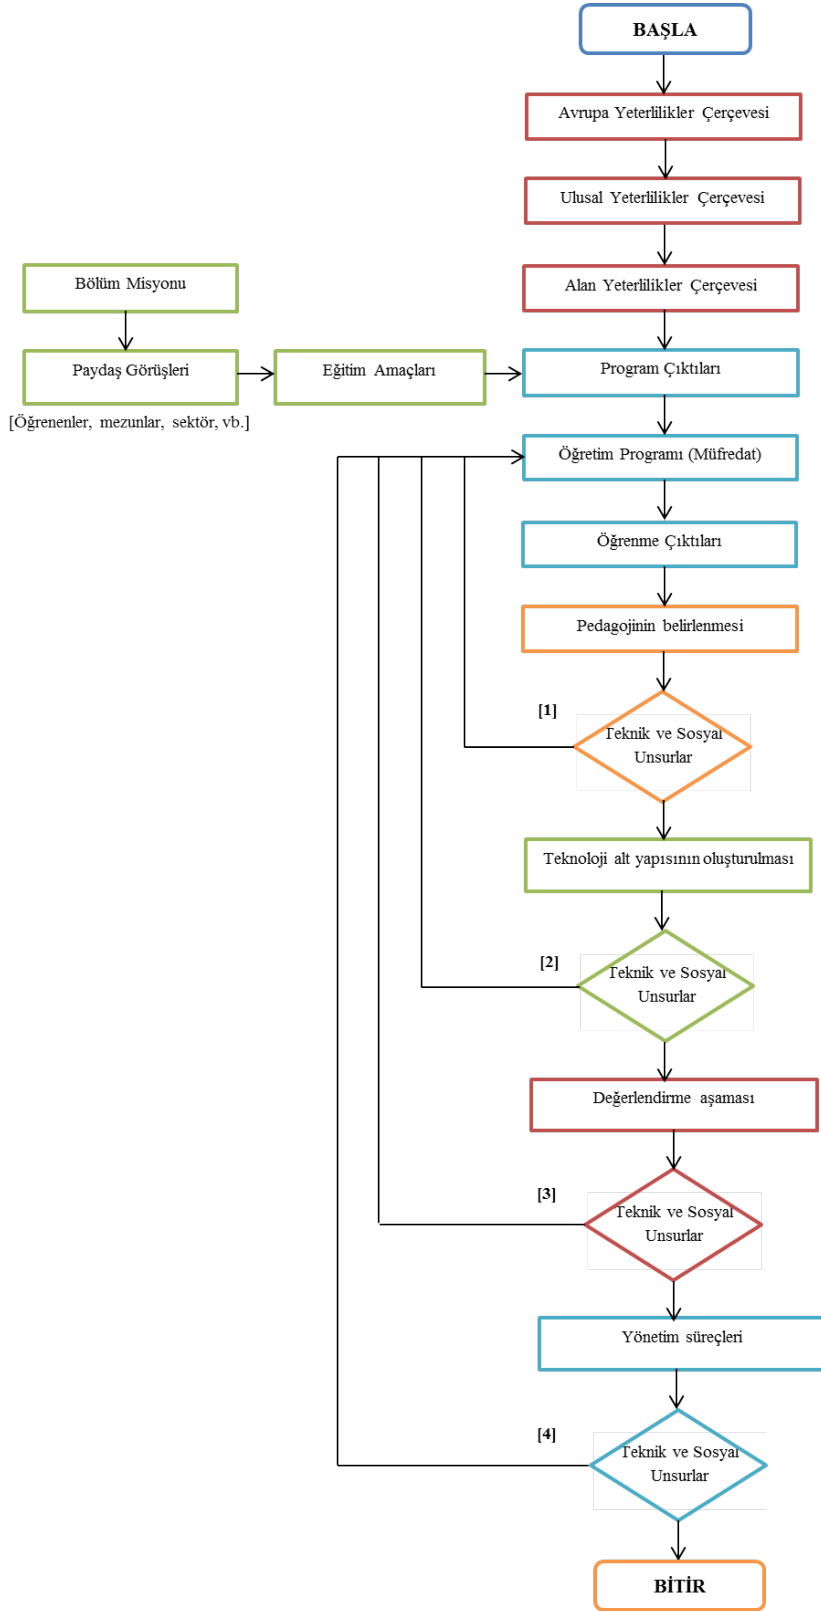 BAŞLA
Avrupa Yeterlilikler Çerçevesi
Ulusal Yeterlilikler Çerçevesi
Alan Yeterlilikler Çerçevesi
Bölüm Misyonu
Paydaş Görüşleri
[Öğrenenler, mezunlar, sektör, vb.]
Eğitim Amaçları
Program Çıktıları
Öğretim Programı (Müfredat)
Öğrenme Çıktıları
Pedagojinin belirlenmesi
[1]
Teknik ve Sosyal
Unsurlar
Teknoloji alt yapısının oluşturulması
[2]
Teknik ve Sosyal
Unsurlar
Değerlendirme aşaması
[3]
Teknik ve Sosyal
Unsurlar
Yönetim süreçleri
[4]
Teknik ve Sosyal
Unsurlar
BİTİR